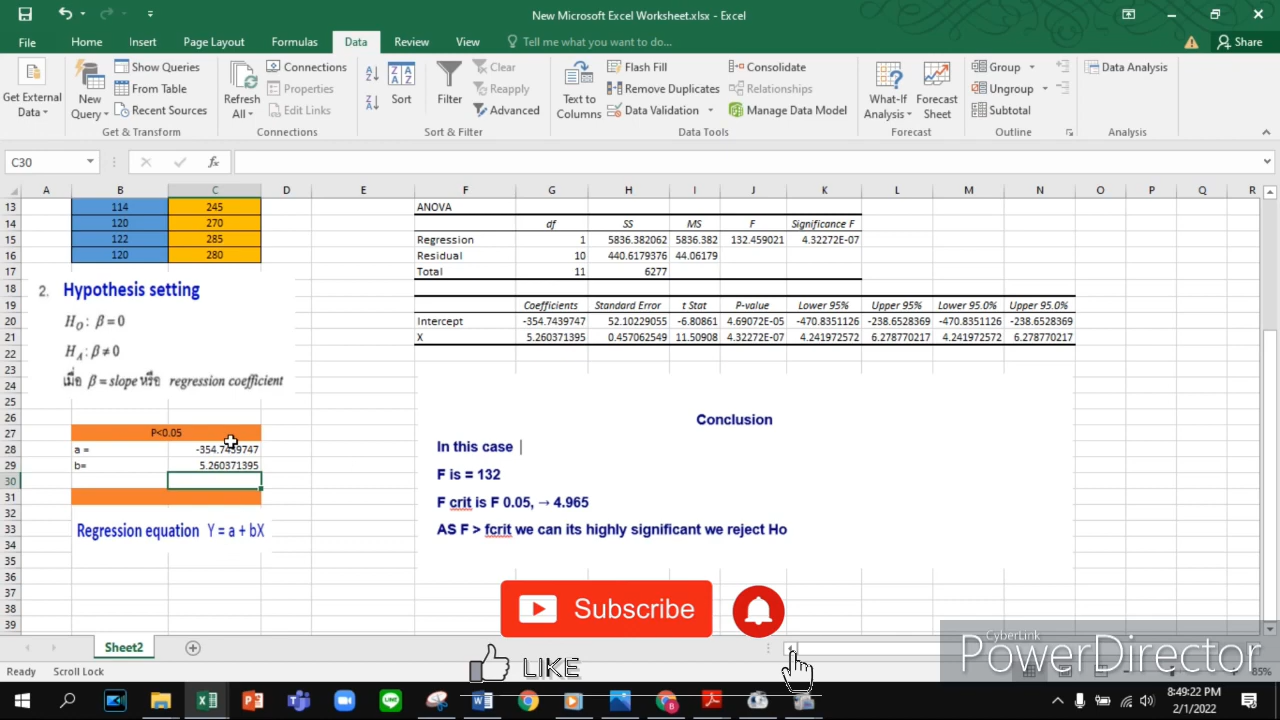 New Microsoft Excel Worksheet.xlsx - Excel
File Home Insert Page Layout Formulas Data Review View Tell me what you want to do... Share
Get External Data
New Query
Show Queries
From Table
Recent Sources
Get & Transform
Refresh All
Connections
Properties
Edit Links
Connections
Sort
Filter
Clear
Reapply
Advanced
Sort & Filter
Text to Columns
Flash Fill
Remove Duplicates
Data Validation
Consolidate
Relationships
Manage Data Model
Data Tools
What-If Analysis
Forecast Sheet
Forecast
Group
Ungroup
Subtotal
Outline
Data Analysis
Analysis
C30 fx
A B C D E F G H I J K L M N O P Q R
13 114 245 ANOVA
14 120 270 df SS MS F Significance F
15 122 285 Regression 1 5836.382062 5836.382 132.459021 4.32272E-07
16 120 280 Residual 10 440.6179376 44.06179
17 Total 11 6277
18
19 Coefficients Standard Error t Stat P-value Lower 95% Upper 95% Lower 95.0% Upper 95.0%
20 Intercept -354.7439747 52.10229055 -6.80861 4.69072E-05 -470.8351126 -238.6528369 -470.8351126 -238.6528369
21 X 5.260371395 0.457062549 11.50908 4.32272E-07 4.241972572 6.278770217 4.241972572 6.278770217
22
23
24
25
26
27
28
29
30
31
32
33
34
35
36
37
38
39
2. Hypothesis setting
HO : β = 0
HA : β ≠ 0
เมื่อ β = slope หรือ regression coefficient
P<0.05
a = -354.7439747
b= 5.260371395
Regression equation Y = a + bX
Conclusion
In this case
F is = 132
F crit is F 0.05, → 4.965
AS F > fcrit we can its highly significant we reject Ho
Subscribe
LIKE
Sheet2
CyberLink
PowerDirector
Ready Scroll Lock 85%
8:49:22 PM
2/1/2022